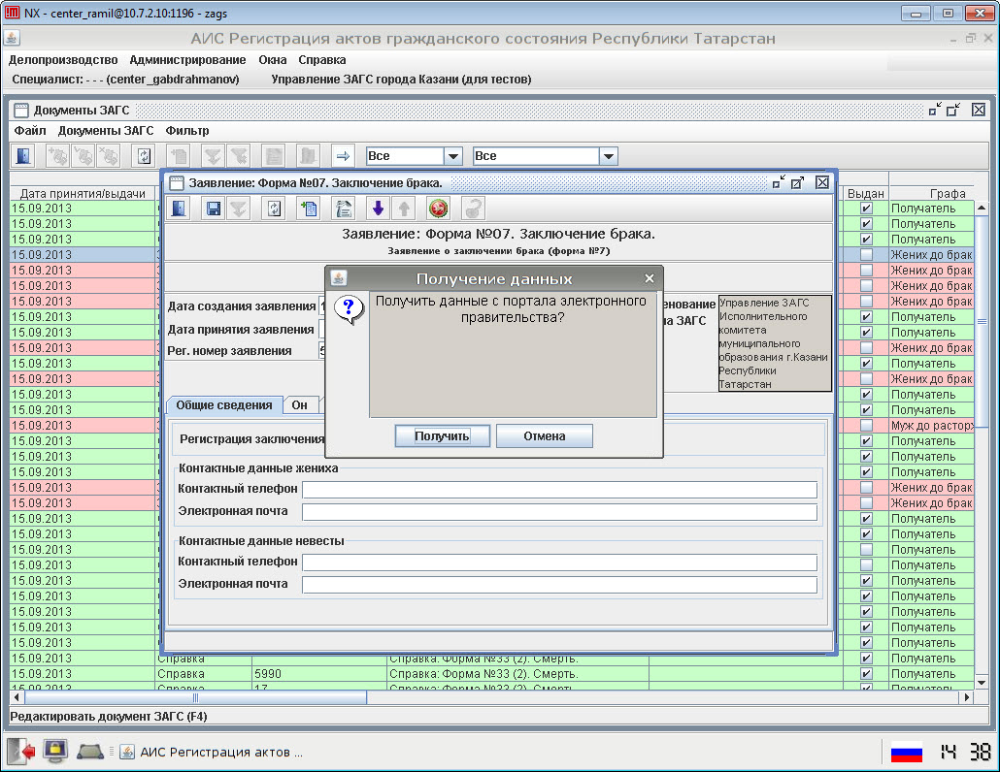 NX - center_ramil@10.7.2.10:1196 - zags
АИС Регистрация актов гражданского состояния Республики Татарстан
Делопроизводство Администрирование Окна Справка
Специалист: - - - (center_gabdrahmanov) Управление ЗАГС города Казани (для тестов)
Документы ЗАГС
Файл Документы ЗАГС Фильтр
Все Все
Дата принятия/выдачи Выдан Графа
Заявление: Форма №07. Заключение брака.
Заявление: Форма №07. Заключение брака.
Заявление о заключении брака (форма №7)
Дата создания заявления
Дата принятия заявления
Рег. номер заявления 5
Управление ЗАГС
Исполнительного
комитета
муниципального
образования г.Казани
Республики
Татарстан
Получение данных
Получить данные с портала электронного
правительства?
Получить Отмена
Общие сведения Он
Регистрация заключения
Контактные данные жениха
Контактный телефон
Электронная почта
Контактные данные невесты
Контактный телефон
Электронная почта
15.09.2013 Получатель
15.09.2013 Получатель
15.09.2013 Получатель
15.09.2013 Жених до брак
15.09.2013 Жених до брак
15.09.2013 Жених до брак
15.09.2013 Жених до брак
15.09.2013 Получатель
15.09.2013 Получатель
15.09.2013 Жених до брак
15.09.2013 Получатель
15.09.2013 Жених до брак
15.09.2013 Получатель
15.09.2013 Получатель
15.09.2013 Муж до расторж
15.09.2013 Получатель
15.09.2013 Получатель
15.09.2013 Получатель
15.09.2013 Жених до брак
15.09.2013 Жених до брак
15.09.2013 Получатель
15.09.2013 Получатель
15.09.2013 Получатель
15.09.2013 Получатель
15.09.2013 Получатель
15.09.2013 Получатель
15.09.2013 Получатель
15.09.2013 Получатель
15.09.2013 Получатель
15.09.2013 Справка Справка: Форма №33 (2). Смерть. Получатель
15.09.2013 Справка 5990 Справка: Форма №33 (2). Смерть. Получатель
15.09.2013 Справка 17 Справка: Форма №33 (2). Смерть. Получатель
Редактировать документ ЗАГС (F4)
АИС Регистрация актов ...
14 38